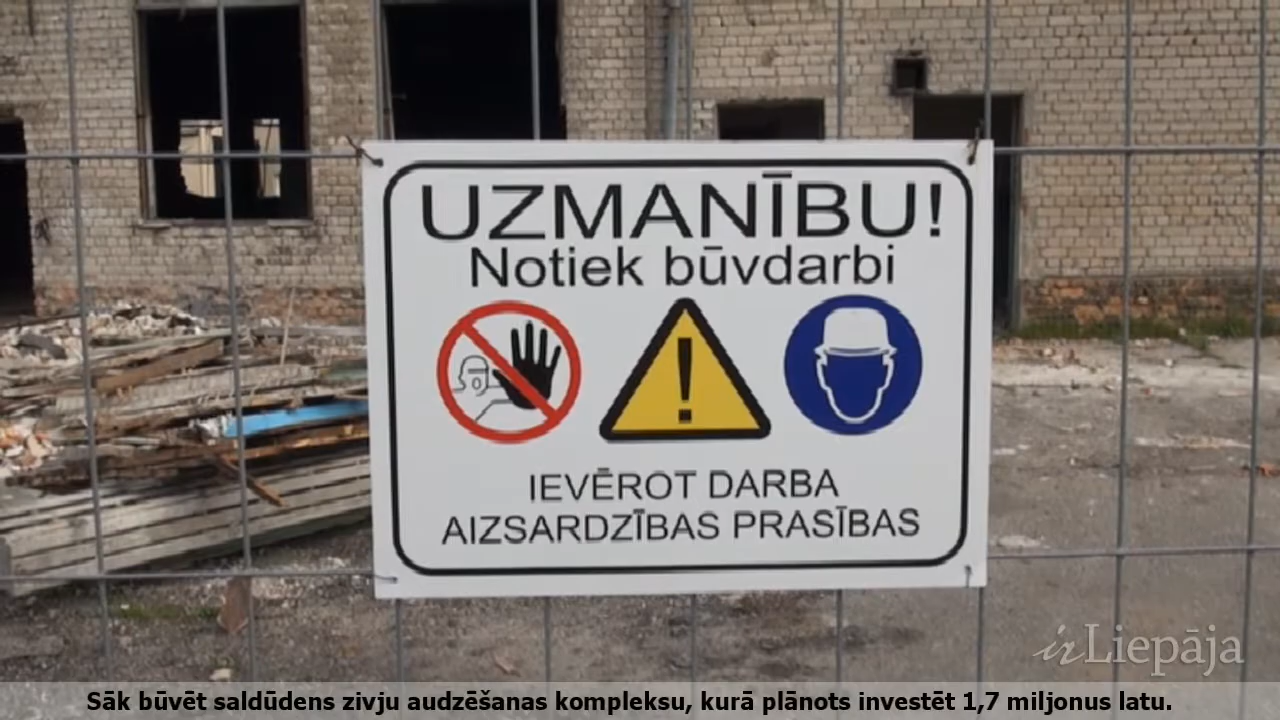 UZMANĪBU!
Notiek būvdarbi
IEVĒROT DARBA
AIZSARDZĪBAS PRASĪBAS
irLiepāja
Sāk būvēt saldūdens zivju audzēšanas kompleksu, kurā plānots investēt 1,7 miljonus latu.